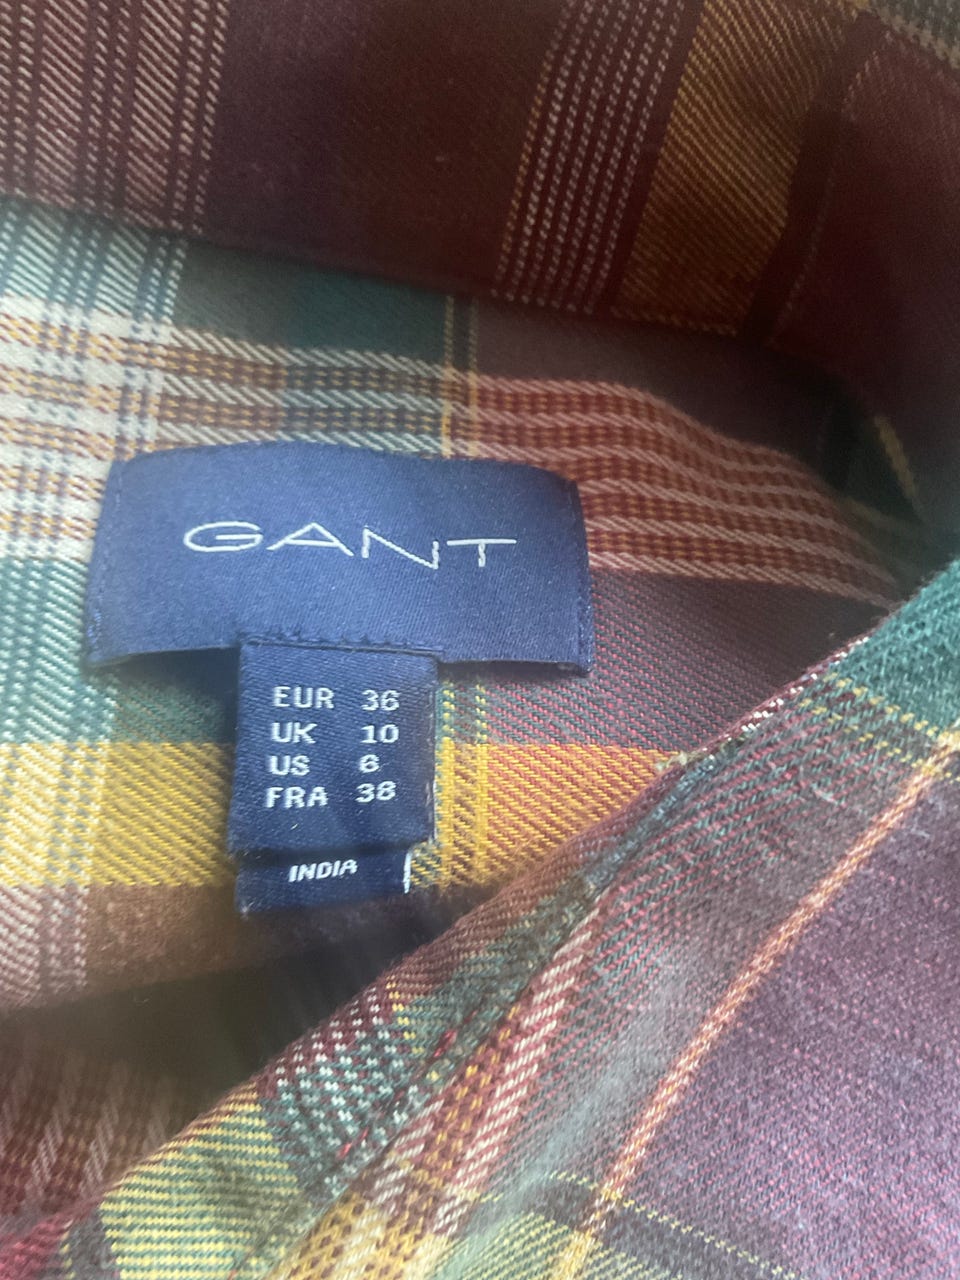 GANT
EUR 36
UK 10
US 6
FRA 38
INDIA